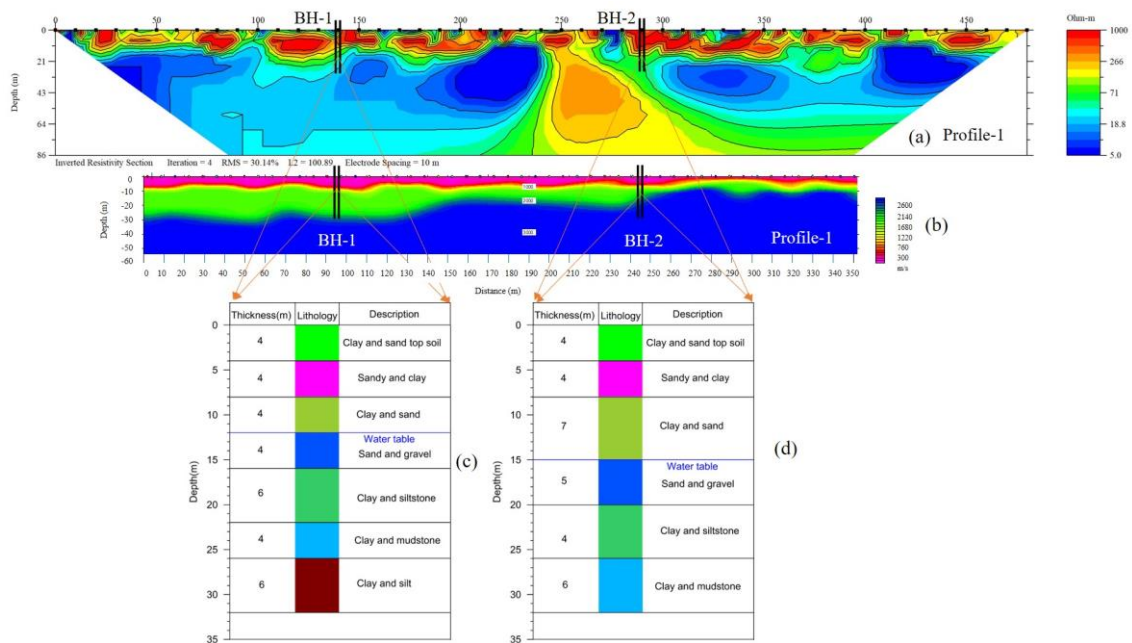 BH-1
BH-2
0 50 100 150 200 250 290 300 350 400 450
Ohm-m
Depth (m)
0
21
43
64
86
1000
266
71
18.8
5.0
(a) Profile-1
Inverted Resistivity Section Iteration = 4 RMS = 30.14% L2 = 100.89 Electrode Spacing = 10 m
Depth (m)
0
-10
-20
-30
-40
-50
-60
BH-1
BH-2
Profile-1
(b)
2600
2140
1680
1220
760
300
m/s
0 10 20 30 40 50 60 70 80 90 100 110 120 130 140 150 160 170 180 190 200 210 220 230 240 250 260 270 280 290 300 310 320 330 340 350
Distance (m)
Thickness(m) Lithology Description
Depth(m)
0
5
10
15
20
25
30
35
4 Clay and sand top soil
4 Sandy and clay
4 Clay and sand
Water table
4 Sand and gravel
6 Clay and siltstone
4 Clay and mudstone
6 Clay and silt
(c)
Thickness(m) Lithology Description
Depth(m)
0
5
10
15
20
25
30
35
4 Clay and sand top soil
4 Sandy and clay
7 Clay and sand
Water table
5 Sand and gravel
4 Clay and siltstone
6 Clay and mudstone
(d)